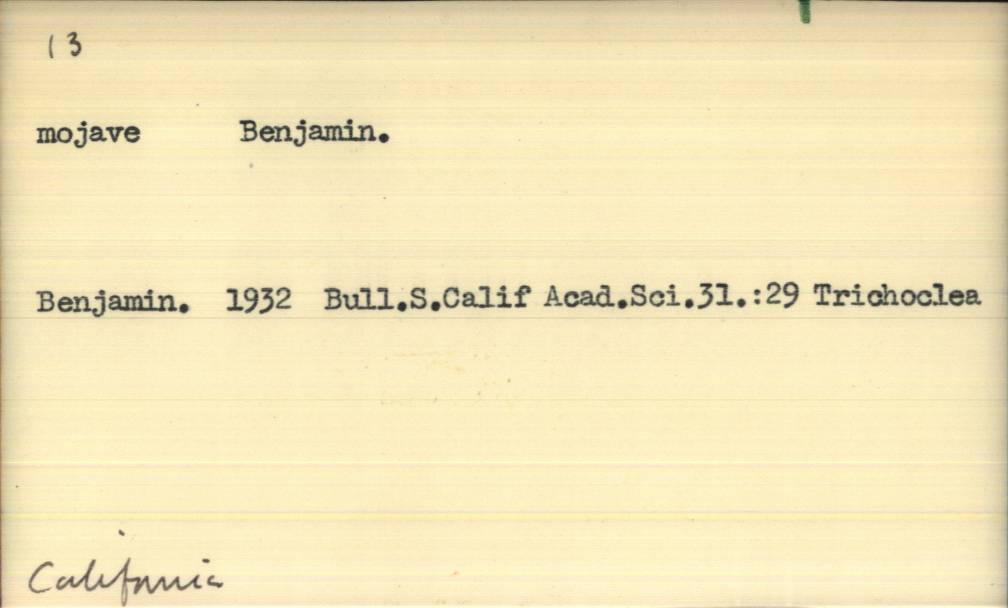 13
mojave Benjamin.
Benjamin. 1932 Bull.S.Calif Acad.Sci.31.:29 Trichoclea
California